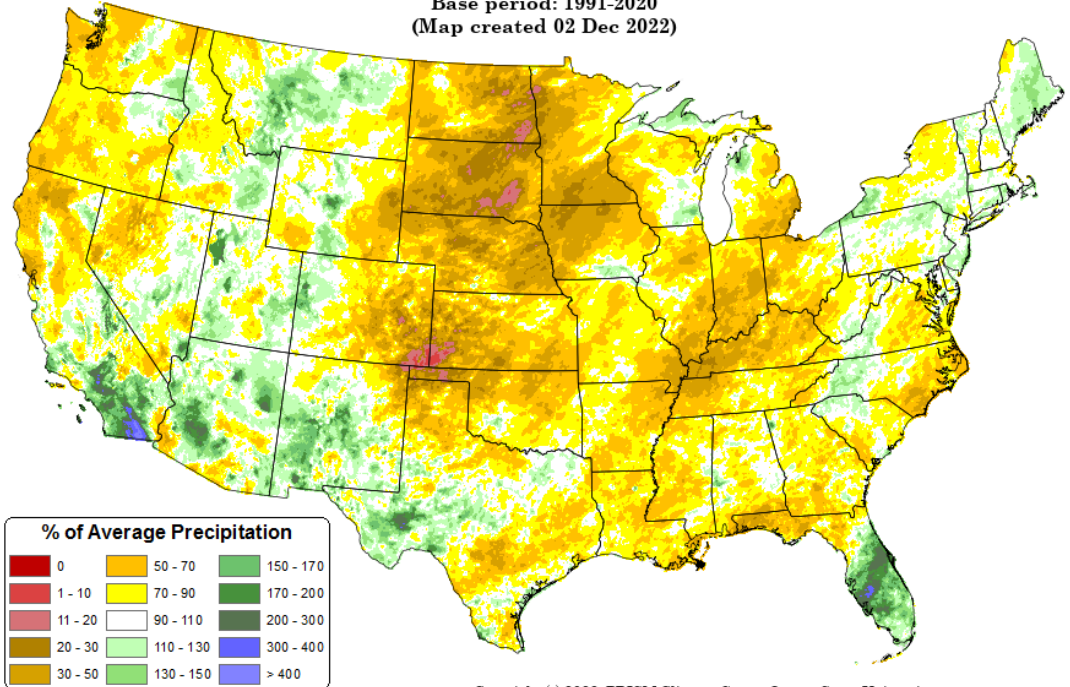 Base period: 1991-2020
(Map created 02 Dec 2022)
% of Average Precipitation
0
1 - 10
11 - 20
20 - 30
30 - 50
50 - 70
70 - 90
90 - 110
110 - 130
130 - 150
150 - 170
170 - 200
200 - 300
300 - 400
> 400